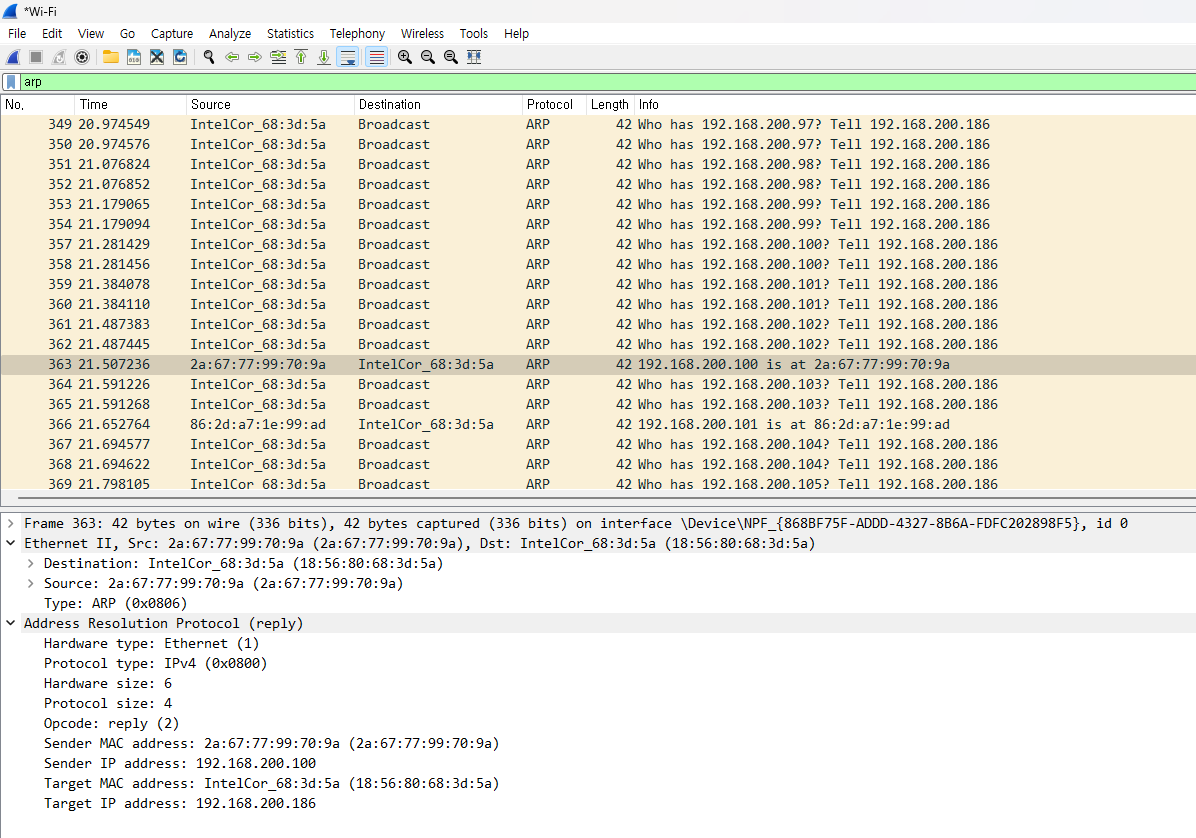 *Wi-Fi
File Edit View Go Capture Analyze Statistics Telephony Wireless Tools Help
arp
No. Time Source Destination Protocol Length Info
349 20.974549 IntelCor_68:3d:5a Broadcast ARP 42 Who has 192.168.200.97? Tell 192.168.200.186
350 20.974576 IntelCor_68:3d:5a Broadcast ARP 42 Who has 192.168.200.97? Tell 192.168.200.186
351 21.076824 IntelCor_68:3d:5a Broadcast ARP 42 Who has 192.168.200.98? Tell 192.168.200.186
352 21.076852 IntelCor_68:3d:5a Broadcast ARP 42 Who has 192.168.200.98? Tell 192.168.200.186
353 21.179065 IntelCor_68:3d:5a Broadcast ARP 42 Who has 192.168.200.99? Tell 192.168.200.186
354 21.179094 IntelCor_68:3d:5a Broadcast ARP 42 Who has 192.168.200.99? Tell 192.168.200.186
357 21.281429 IntelCor_68:3d:5a Broadcast ARP 42 Who has 192.168.200.100? Tell 192.168.200.186
358 21.281456 IntelCor_68:3d:5a Broadcast ARP 42 Who has 192.168.200.100? Tell 192.168.200.186
359 21.384078 IntelCor_68:3d:5a Broadcast ARP 42 Who has 192.168.200.101? Tell 192.168.200.186
360 21.384110 IntelCor_68:3d:5a Broadcast ARP 42 Who has 192.168.200.101? Tell 192.168.200.186
361 21.487383 IntelCor_68:3d:5a Broadcast ARP 42 Who has 192.168.200.102? Tell 192.168.200.186
362 21.487445 IntelCor_68:3d:5a Broadcast ARP 42 Who has 192.168.200.102? Tell 192.168.200.186
363 21.507236 2a:67:77:99:70:9a IntelCor_68:3d:5a ARP 42 192.168.200.100 is at 2a:67:77:99:70:9a
364 21.591226 IntelCor_68:3d:5a Broadcast ARP 42 Who has 192.168.200.103? Tell 192.168.200.186
365 21.591268 IntelCor_68:3d:5a Broadcast ARP 42 Who has 192.168.200.103? Tell 192.168.200.186
366 21.652764 86:2d:a7:1e:99:ad IntelCor_68:3d:5a ARP 42 192.168.200.101 is at 86:2d:a7:1e:99:ad
367 21.694577 IntelCor_68:3d:5a Broadcast ARP 42 Who has 192.168.200.104? Tell 192.168.200.186
368 21.694622 IntelCor_68:3d:5a Broadcast ARP 42 Who has 192.168.200.104? Tell 192.168.200.186
369 21.798105 IntelCor_68:3d:5a Broadcast ARP 42 Who has 192.168.200.105? Tell 192.168.200.186
Frame 363: 42 bytes on wire (336 bits), 42 bytes captured (336 bits) on interface \Device\NPF_{868BF75F-ADDD-4327-8B6A-FDFC202898F5}, id 0
Ethernet II, Src: 2a:67:77:99:70:9a (2a:67:77:99:70:9a), Dst: IntelCor_68:3d:5a (18:56:80:68:3d:5a)
Destination: IntelCor_68:3d:5a (18:56:80:68:3d:5a)
Source: 2a:67:77:99:70:9a (2a:67:77:99:70:9a)
Type: ARP (0x0806)
Address Resolution Protocol (reply)
Hardware type: Ethernet (1)
Protocol type: IPv4 (0x0800)
Hardware size: 6
Protocol size: 4
Opcode: reply (2)
Sender MAC address: 2a:67:77:99:70:9a (2a:67:77:99:70:9a)
Sender IP address: 192.168.200.100
Target MAC address: IntelCor_68:3d:5a (18:56:80:68:3d:5a)
Target IP address: 192.168.200.186